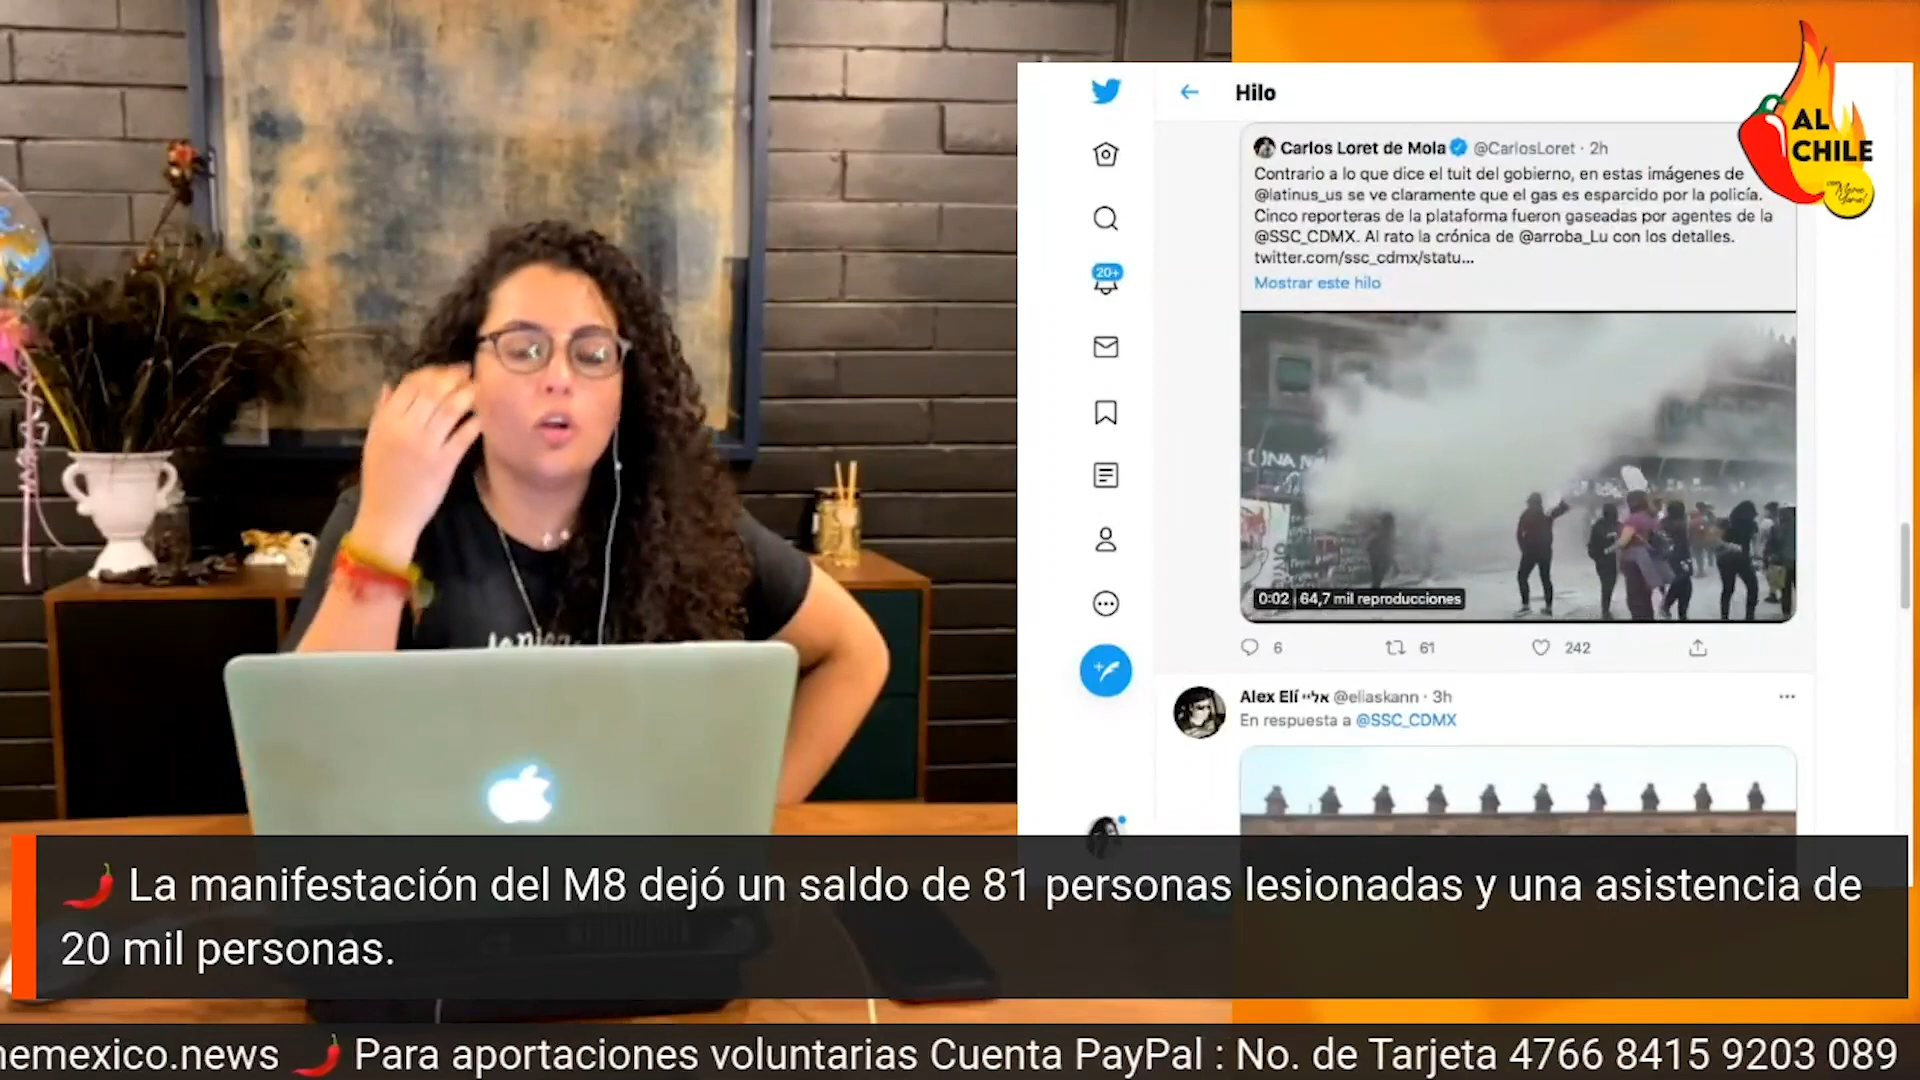 Hilo
AL
CHILE
con
Carlos Loret de Mola @CarlosLoret · 2h
Contrario a lo que dice el tuit del gobierno, en estas imágenes de
@latinus_us se ve claramente que el gas es esparcido por la policía.
Cinco reporteras de la plataforma fueron gaseadas por agentes de la
@SSC_CDMX. Al rato la crónica de @arroba_Lu con los detalles.
twitter.com/ssc_cdmx/statu...
Mostrar este hilo
20+
UNA
0:02 64,7 mil reproducciones
6 61 242
Alex Elí אליי @eliaskann · 3h
En respuesta a @SSC_CDMX
La manifestación del M8 dejó un saldo de 81 personas lesionadas y una asistencia de
20 mil personas.
nemexico.news Para aportaciones voluntarias Cuenta PayPal : No. de Tarjeta 4766 8415 9203 089